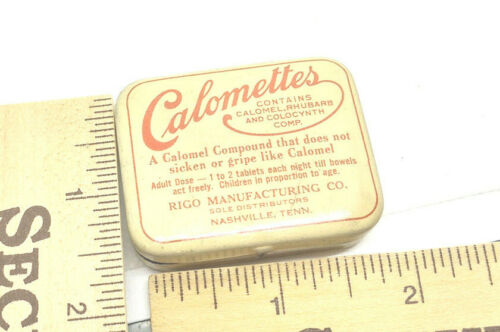 Calomettes
CONTAINS
CALOMEL, RHUBARB
AND COLOCYNTH
COMP.
A Calomel Compound that does not
sicken or gripe like Calomel
Adult Dose — 1 to 2 tablets each night till bowels
act freely. Children in proportion to age.
RIGO MANUFACTURING CO.
SOLE DISTRIBUTORS
NASHVILLE, TENN.
SEC
1
2